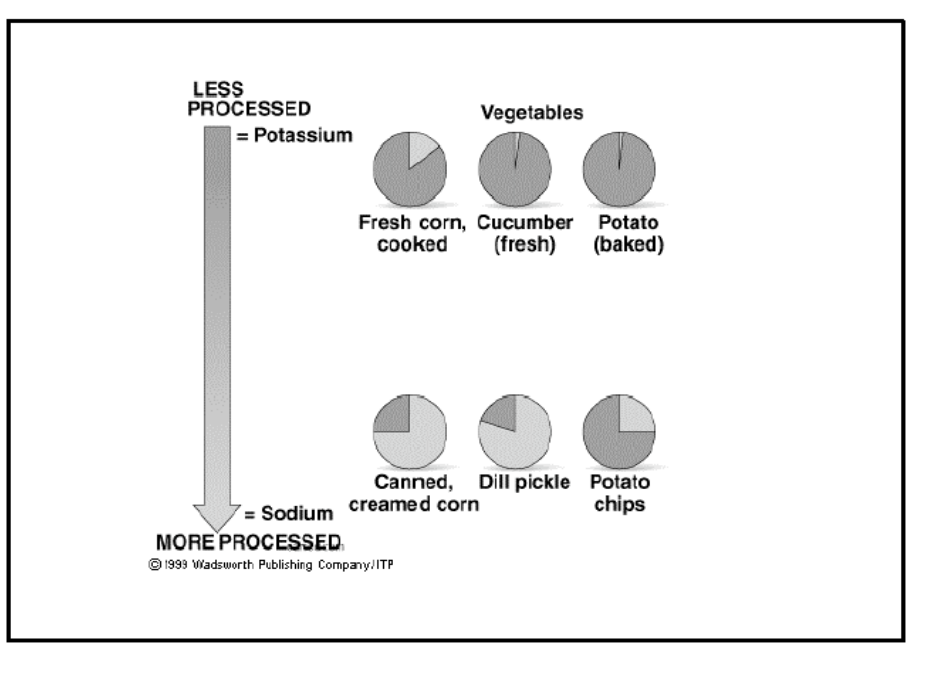 LESS
PROCESSED
= Potassium
Vegetables
Fresh corn,
cooked
Cucumber
(fresh)
Potato
(baked)
Canned,
creamed corn
Dill pickle
Potato
chips
= Sodium
MORE PROCESSED
© 1999 Wadsworth Publishing Company/ITP